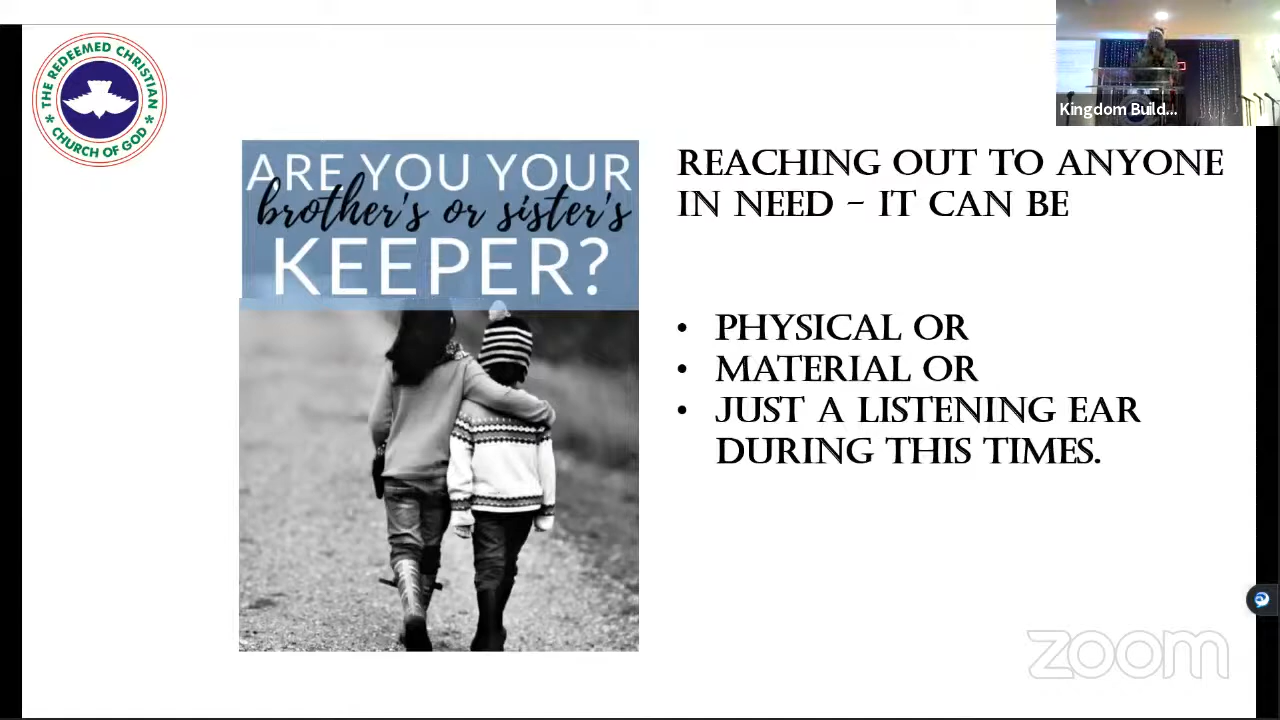 THE REDEEMED CHRISTIAN
CHURCH OF GOD
Kingdom Build...
ARE YOU YOUR
brother's or sister's
KEEPER?
REACHING OUT TO ANYONE
IN NEED – IT CAN BE
• PHYSICAL OR
• MATERIAL OR
• JUST A LISTENING EAR
DURING THIS TIMES.
zoom